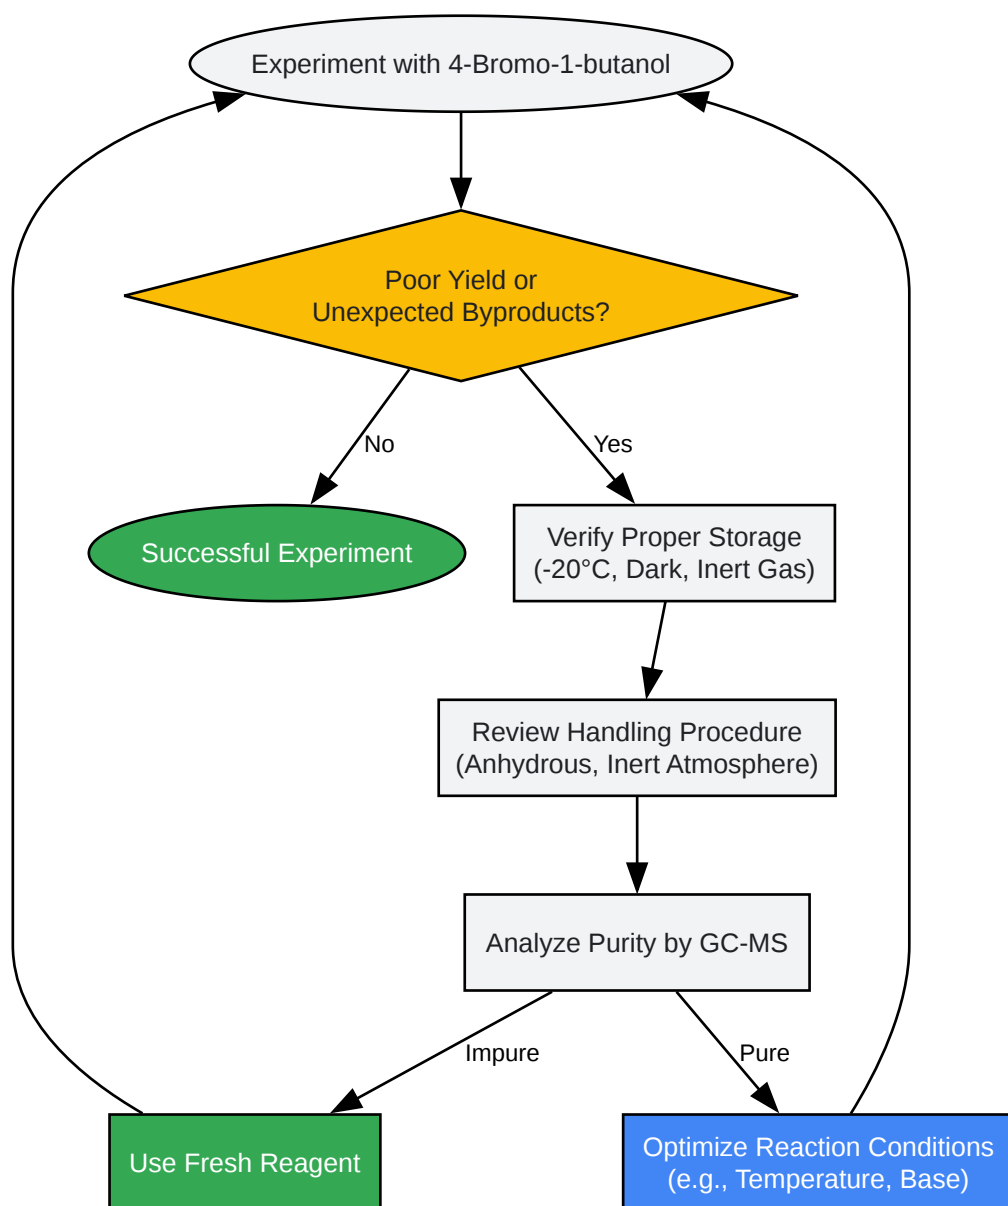 Experiment with 4-Bromo-1-butanol
Poor Yield or
Unexpected Byproducts?
No
Yes
Successful Experiment
Verify Proper Storage
(-20°C, Dark, Inert Gas)
Review Handling Procedure
(Anhydrous, Inert Atmosphere)
Analyze Purity by GC-MS
Impure
Pure
Use Fresh Reagent
Optimize Reaction Conditions
(e.g., Temperature, Base)